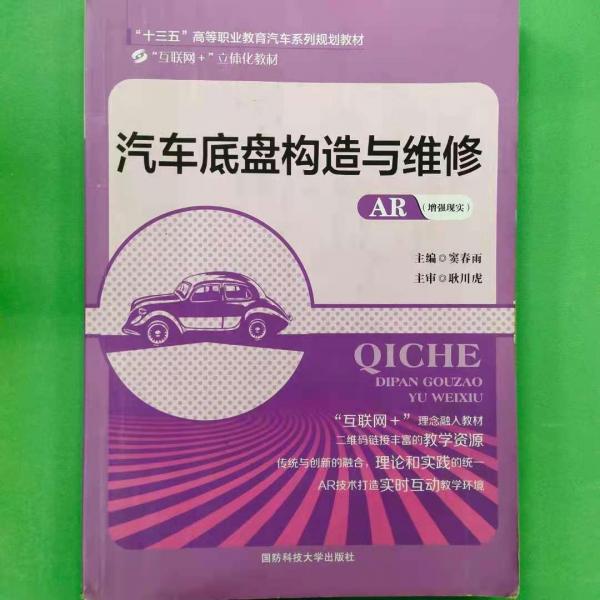 “十三五”高等职业教育汽车系列规划教材
“互联网＋”立体化教材
汽车底盘构造与维修
AR（增强现实）
主编◎窦春雨
主审◎耿川虎
QICHE
DIPAN GOUZAO
YU WEIXIU
“互联网＋”理念融入教材
二维码链接丰富的教学资源
传统与创新的融合，理论和实践的统一
AR技术打造实时互动教学环境
国防科技大学出版社